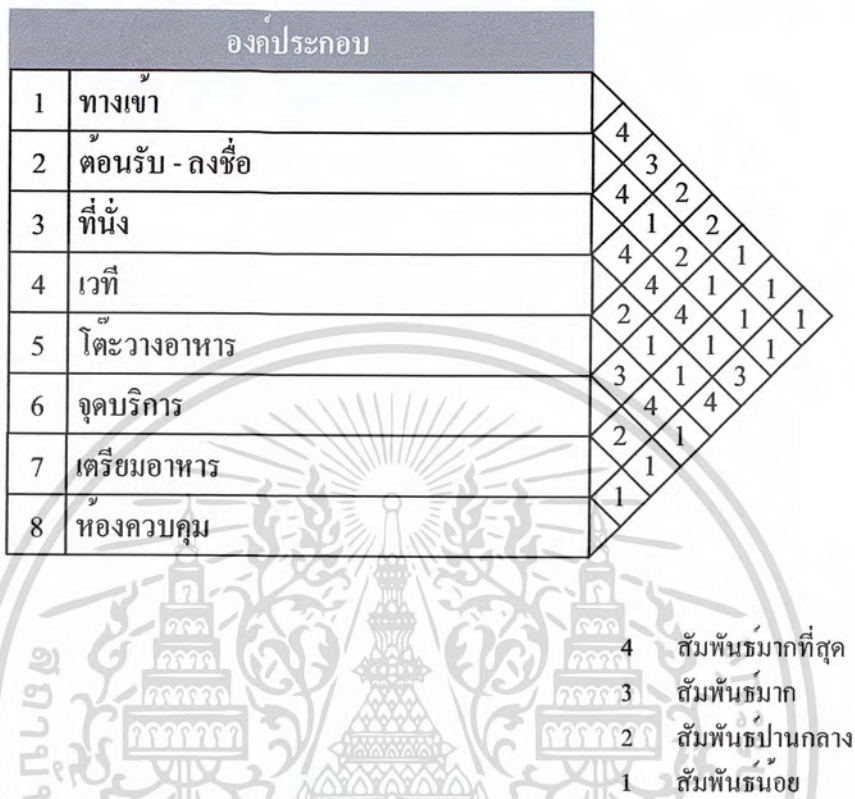 องค์ประกอบ
1 ทางเข้า
4
2 ต้อนรับ - ลงชื่อ 3
4 2
3 ที่นั่ง 1 2
4 2 1
4 เวที 4 1 1
2 4 1 1
5 โต๊ะวางอาหาร 1 1 1
3 1 3
6 จุดบริการ 4 4
2 1
7 เตรียมอาหาร 1
1
8 ห้องควบคุม
4 สัมพันธ์มากที่สุด
3 สัมพันธ์มาก
2 สัมพันธ์ปานกลาง
1 สัมพันธ์น้อย
สถาบัน